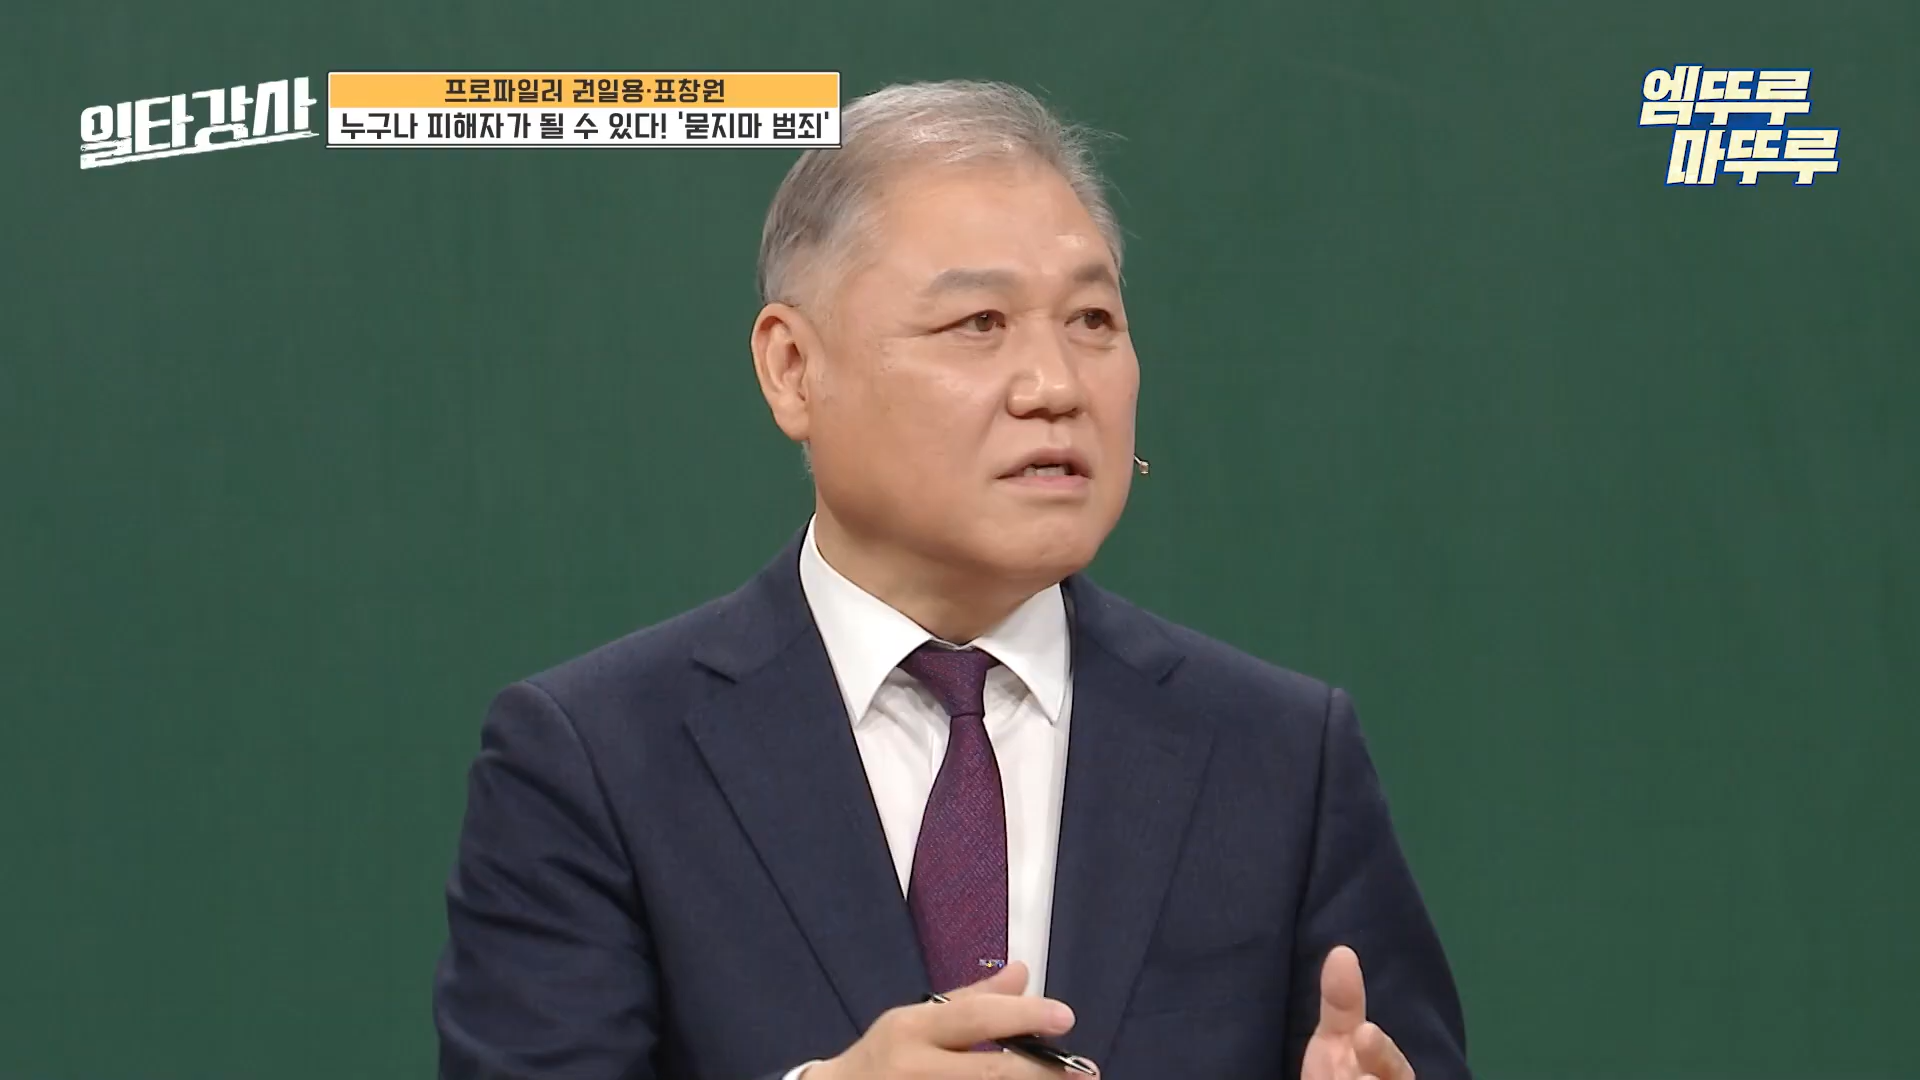 일타강사
프로파일러 권일용·표창원
누구나 피해자가 될 수 있다! '묻지마 범죄'
엠뚜루
마뚜루